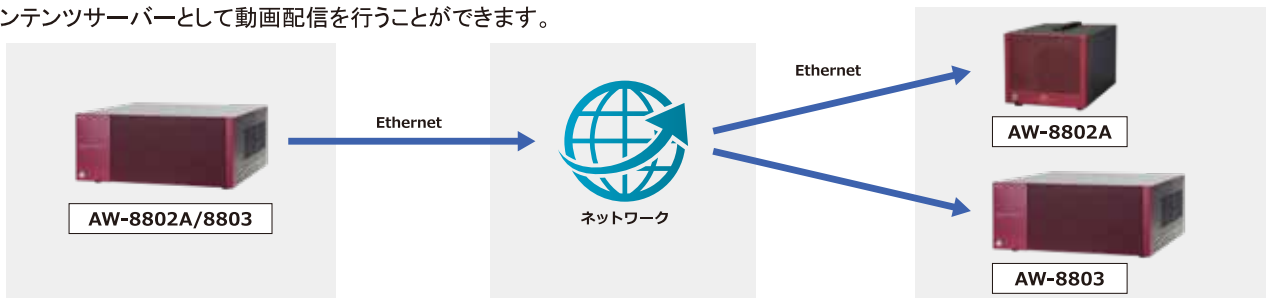 ンテンツサーバーとして動画配信を行うことができます。
Ethernet
Ethernet
AW-8802A
AW-8802A/8803
ネットワーク
AW-8803